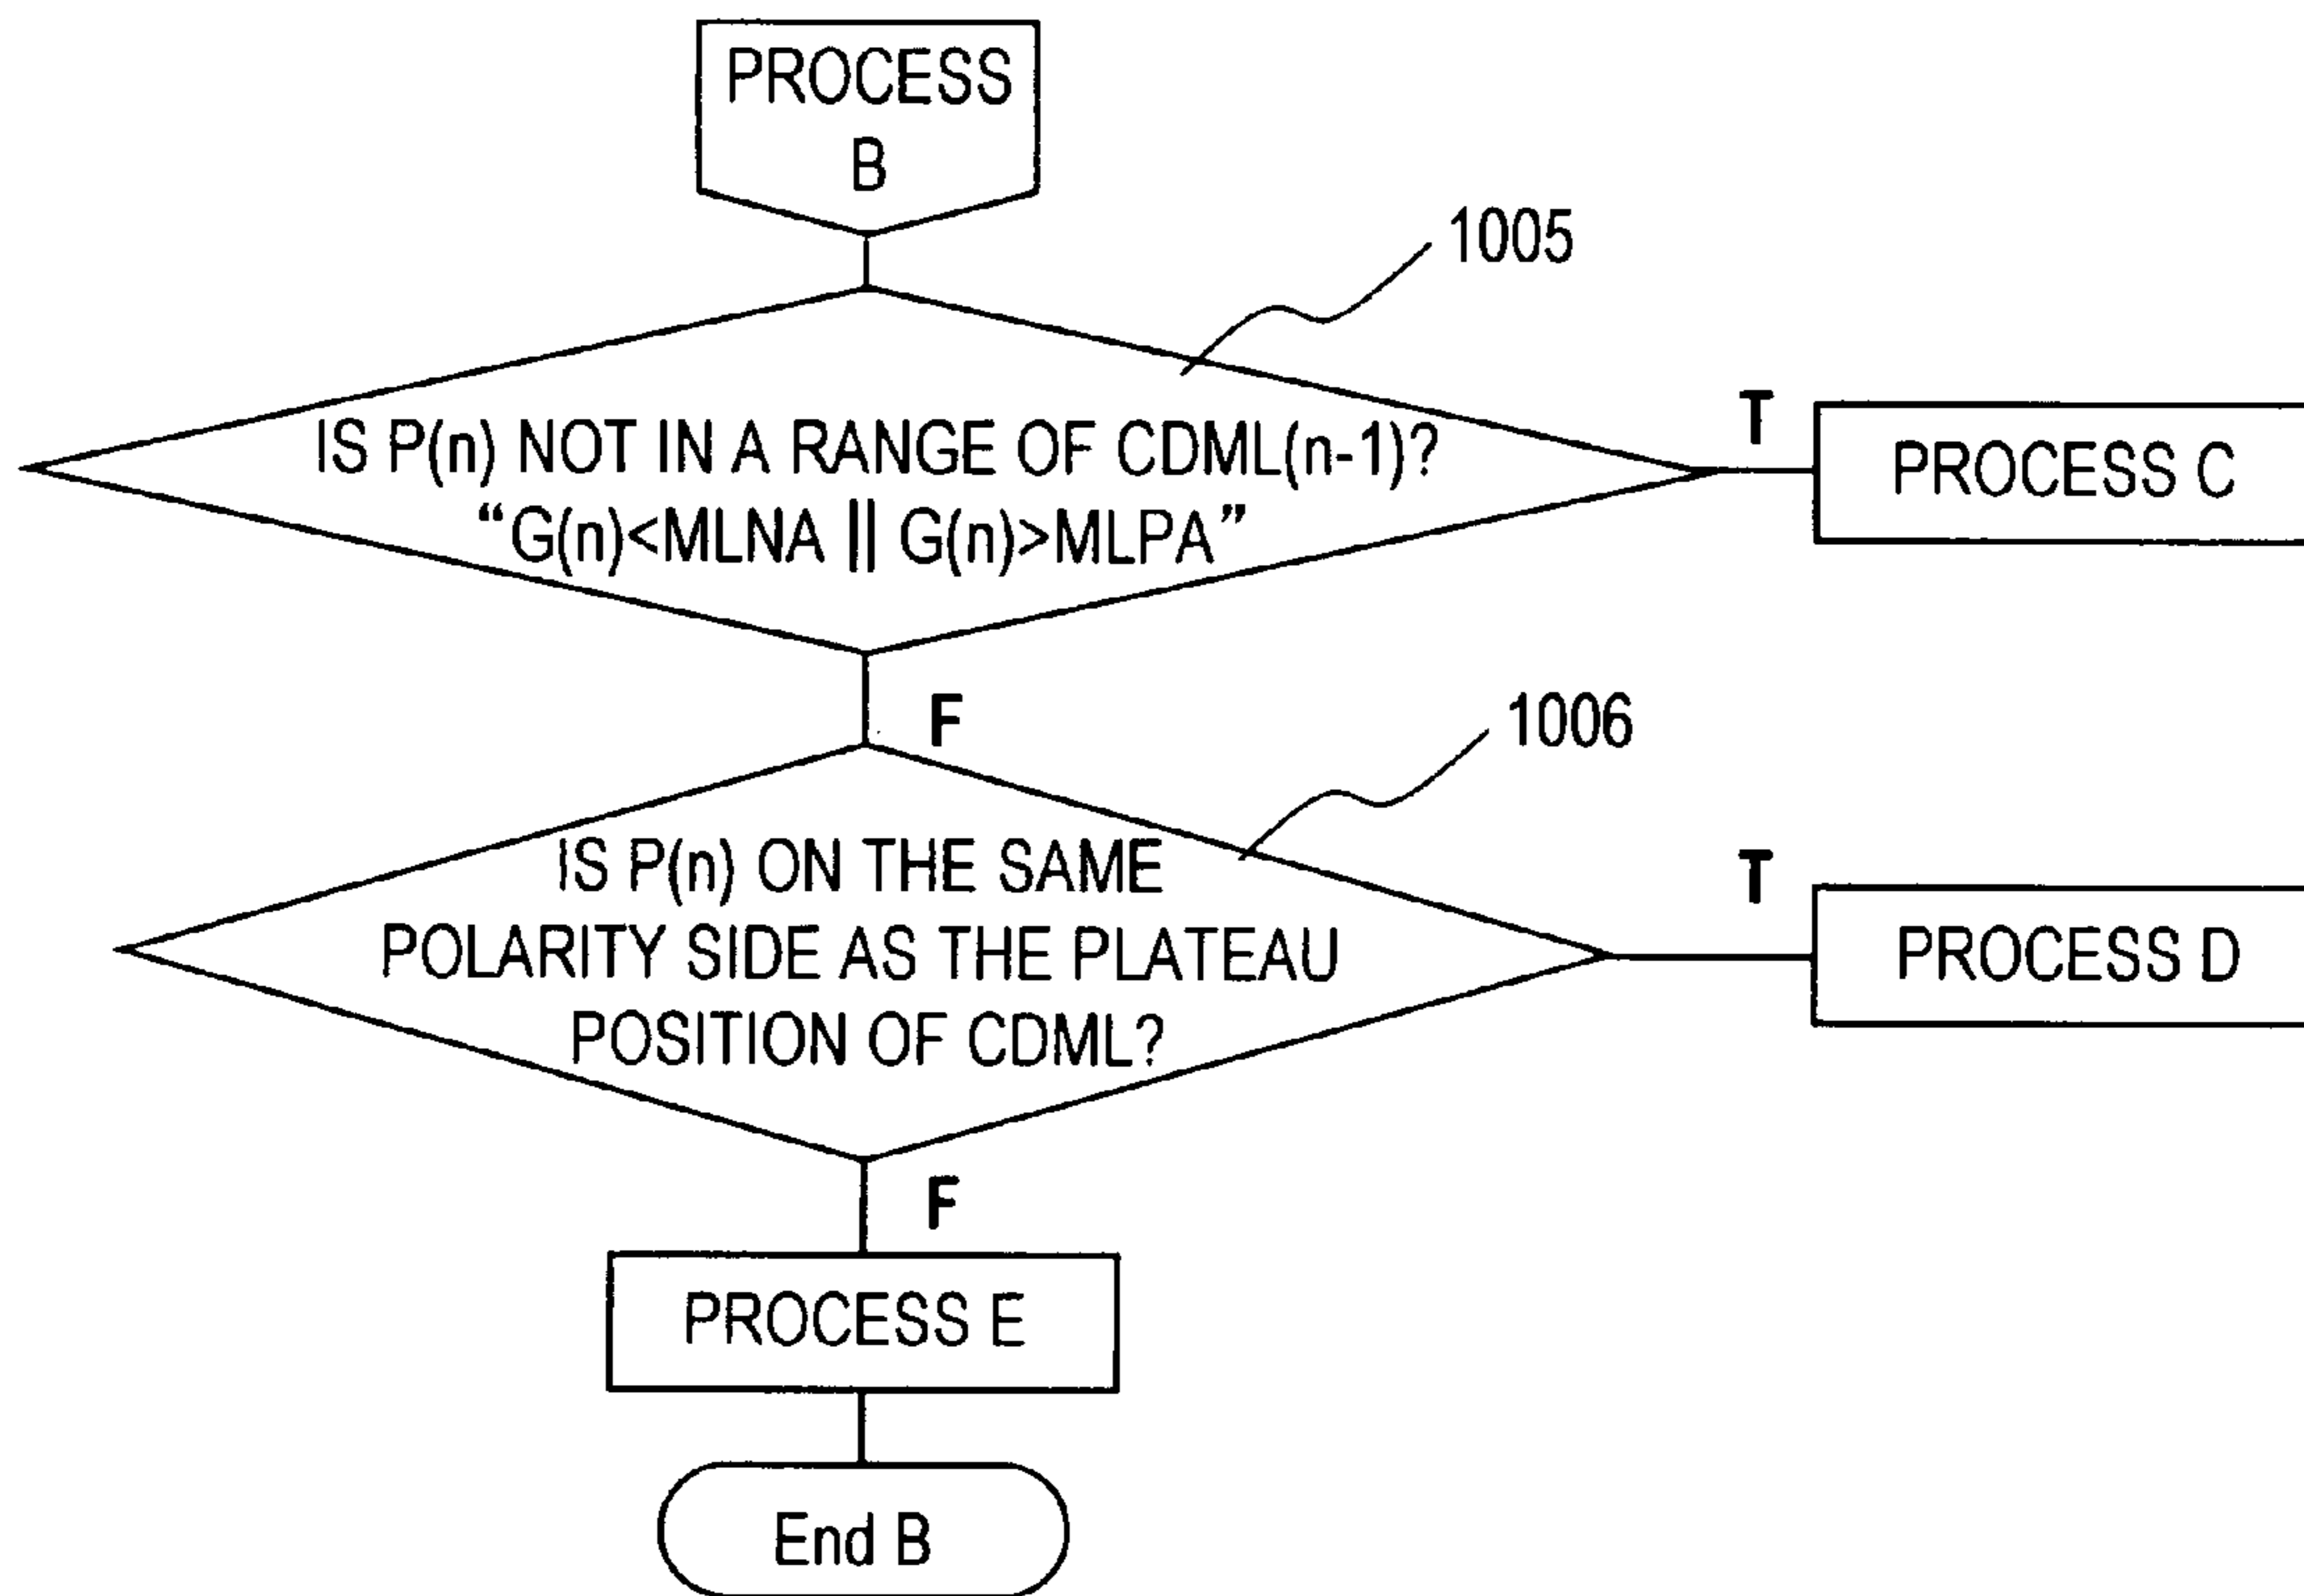 PROCESS
B
1005
IS P(n) NOT IN A RANGE OF CDML(n-1)?
“G(n)<MLNA || G(n)>MLPA”
T
PROCESS C
F
1006
IS P(n) ON THE SAME
POLARITY SIDE AS THE PLATEAU
POSITION OF CDML?
T
PROCESS D
F
PROCESS E
End B